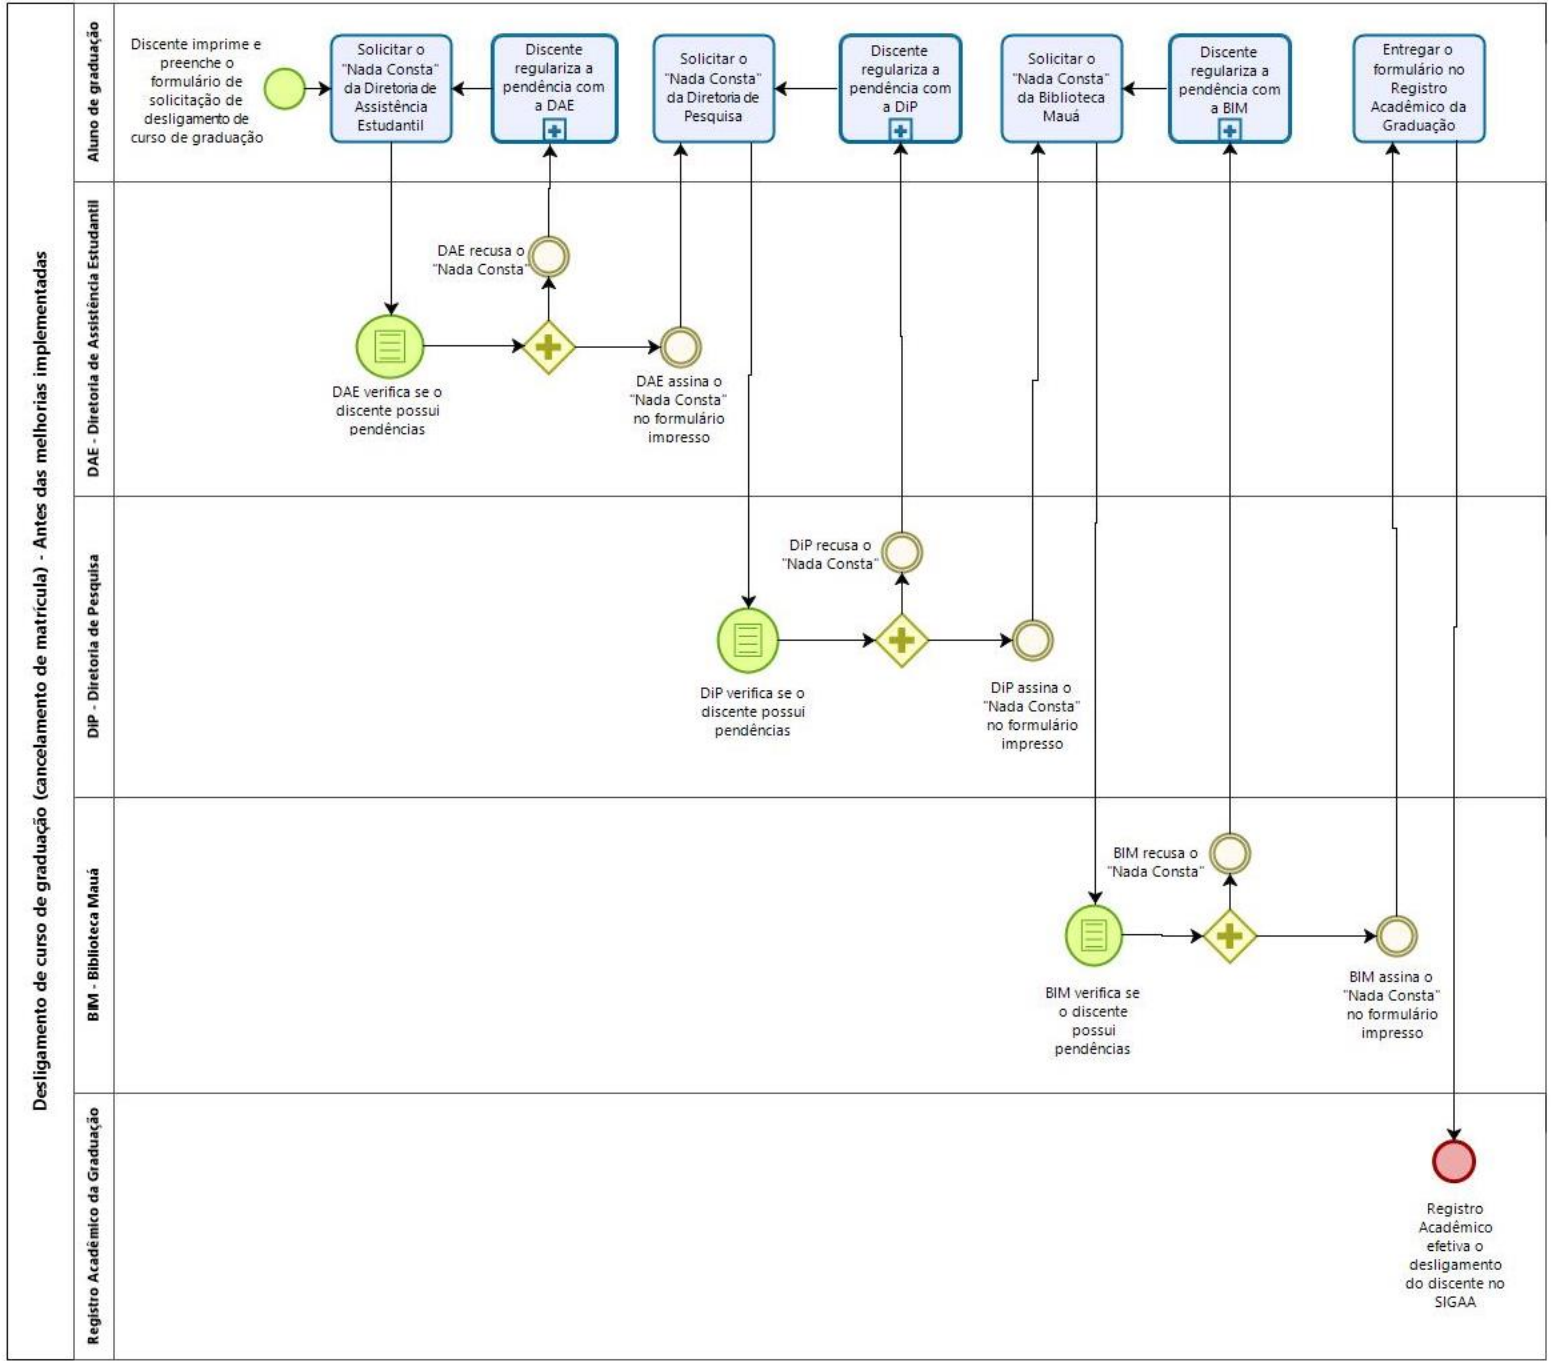 Desligamento de curso de graduação (cancelamento de matrícula) - Antes das melhorias implementadas
Aluno de graduação
Discente imprime e
preenche o
formulário de
solicitação de
desligamento de
curso de graduação
Solicitar o
"Nada Consta"
da Diretoria de
Assistência
Estudantil
Discente
regulariza a
pendência com
a DAE
Solicitar o
"Nada Consta"
da Diretoria de
Pesquisa
Discente
regulariza a
pendência com
a DiP
Solicitar o
"Nada Consta"
da Biblioteca
Mauá
Discente
regulariza a
pendência com
a BIM
Entregar o
formulário no
Registro
Acadêmico da
Graduação
DAE - Diretoria de Assistência Estudantil
DAE recusa o
"Nada Consta"
DAE verifica se o
discente possui
pendências
DAE assina o
"Nada Consta"
no formulário
impresso
DiP - Diretoria de Pesquisa
DiP recusa o
"Nada Consta"
DiP verifica se o
discente possui
pendências
DiP assina o
"Nada Consta"
no formulário
impresso
BIM - Biblioteca Mauá
BIM recusa o
"Nada Consta"
BIM verifica se
o discente
possui
pendências
BIM assina o
"Nada Consta"
no formulário
impresso
Registro Acadêmico da Graduação
Registro
Acadêmico
efetiva o
desligamento
do discente no
SIGAA